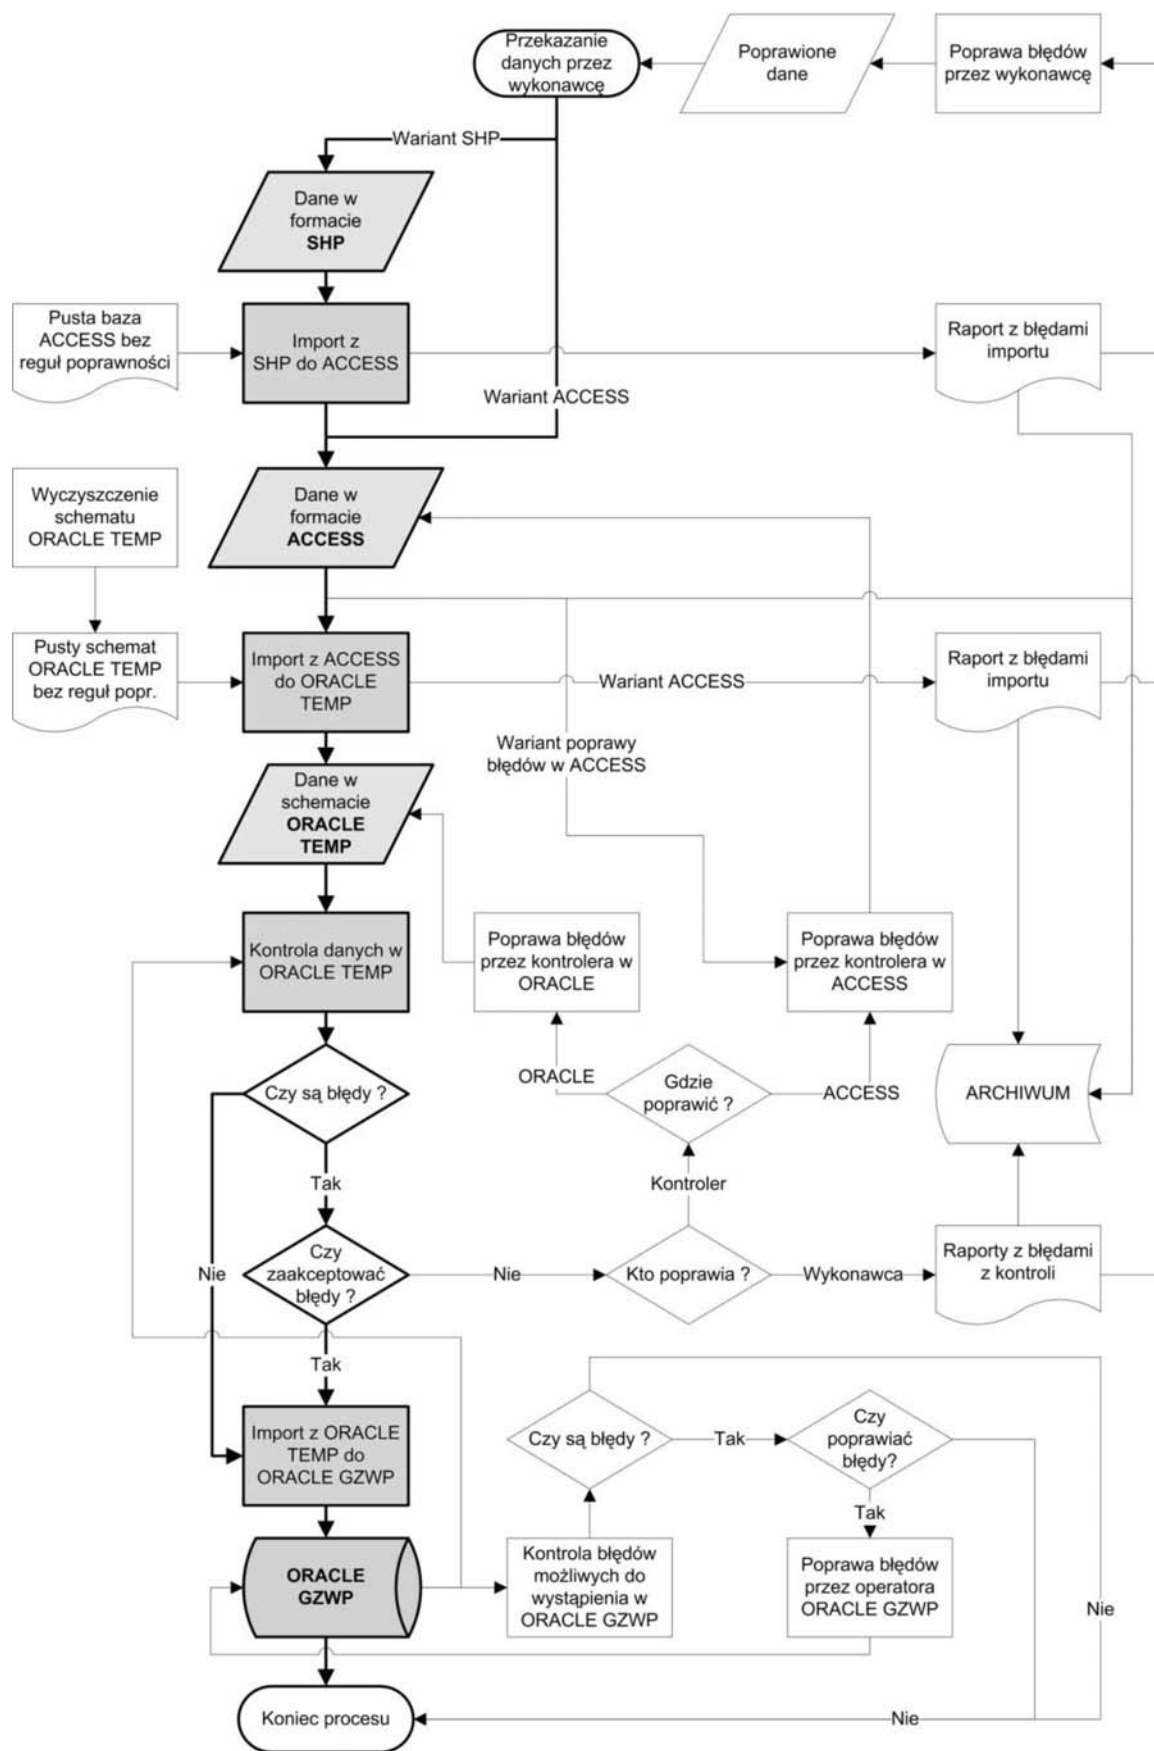 Przekazanie
danych przez
wykonawcę
Poprawione
dane
Poprawa błędów
przez wykonawcę
Wariant SHP
Dane w
formacie
SHP
Pusta baza
ACCESS bez
reguł poprawności
Import z
SHP do ACCESS
Raport z błędami
importu
Wariant ACCESS
Wyczyszczenie
schematu
ORACLE TEMP
Dane w
formacie
ACCESS
Pusty schemat
ORACLE TEMP
bez reguł popr.
Import z ACCESS
do ORACLE
TEMP
Wariant ACCESS
Raport z błędami
importu
Wariant poprawy
błędów w ACCESS
Dane w
schemacie
ORACLE
TEMP
Kontrola danych w
ORACLE TEMP
Poprawa błędów
przez kontrolera w
ORACLE
Poprawa błędów
przez kontrolera w
ACCESS
Czy są błędy ?
ORACLE
Gdzie
poprawić ?
ACCESS
ARCHIWUM
Tak
Kontroler
Nie
Czy
zaakceptować
błędy ?
Nie
Kto poprawia ?
Wykonawca
Raporty z błędami
z kontroli
Tak
Import z ORACLE
TEMP do
ORACLE GZWP
Czy są błędy ?
Tak
Czy
poprawiać
błędy?
Tak
ORACLE
GZWP
Kontrola błędów
możliwych do
wystąpienia w
ORACLE GZWP
Poprawa błędów
przez operatora
ORACLE GZWP
Nie
Koniec procesu
Nie